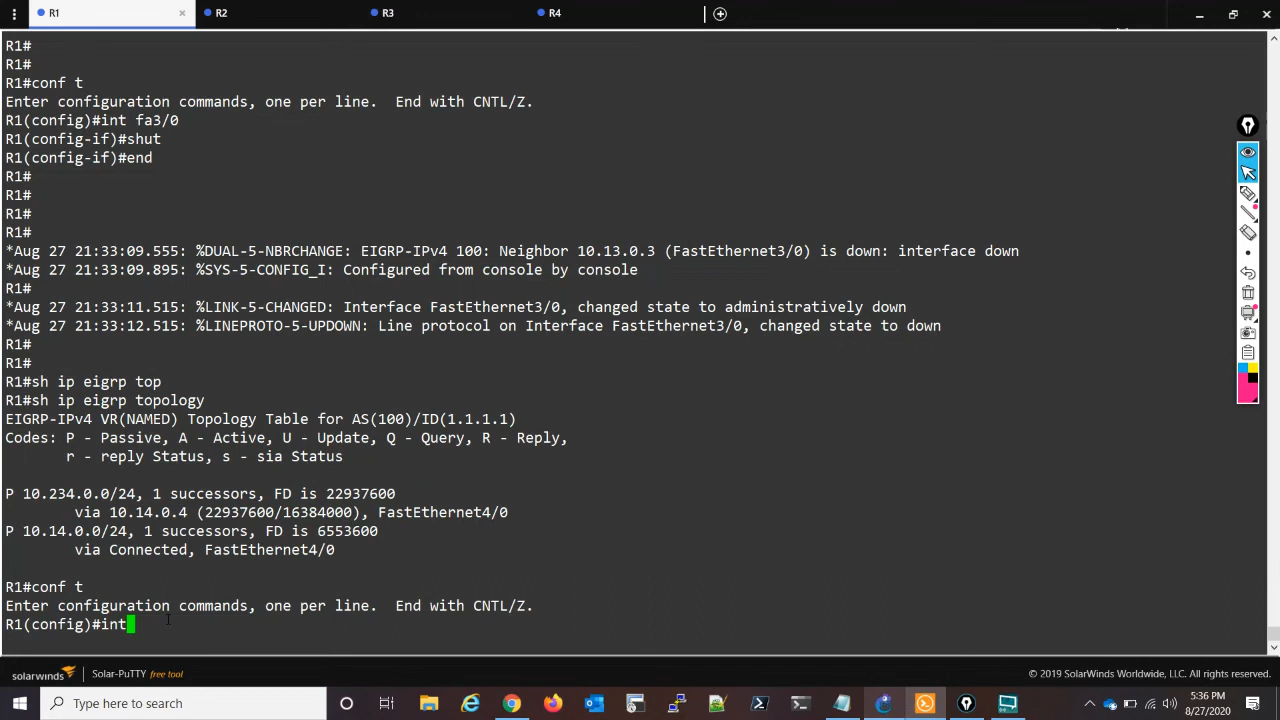 R1
R2
R3
R4
R1#
R1#
R1#conf t
Enter configuration commands, one per line.  End with CNTL/Z.
R1(config)#int fa3/0
R1(config-if)#shut
R1(config-if)#end
R1#
R1#
R1#
R1#
*Aug 27 21:33:09.555: %DUAL-5-NBRCHANGE: EIGRP-IPv4 100: Neighbor 10.13.0.3 (FastEthernet3/0) is down: interface down
*Aug 27 21:33:09.895: %SYS-5-CONFIG_I: Configured from console by console
R1#
*Aug 27 21:33:11.515: %LINK-5-CHANGED: Interface FastEthernet3/0, changed state to administratively down
*Aug 27 21:33:12.515: %LINEPROTO-5-UPDOWN: Line protocol on Interface FastEthernet3/0, changed state to down
R1#
R1#
R1#sh ip eigrp top
R1#sh ip eigrp topology
EIGRP-IPv4 VR(NAMED) Topology Table for AS(100)/ID(1.1.1.1)
Codes: P - Passive, A - Active, U - Update, Q - Query, R - Reply,
       r - reply Status, s - sia Status
P 10.234.0.0/24, 1 successors, FD is 22937600
        via 10.14.0.4 (22937600/16384000), FastEthernet4/0
P 10.14.0.0/24, 1 successors, FD is 6553600
        via Connected, FastEthernet4/0
R1#conf t
Enter configuration commands, one per line.  End with CNTL/Z.
R1(config)#int
solarwinds Solar-PuTTY free tool
© 2019 SolarWinds Worldwide, LLC. All rights reserved.
Type here to search
5:36 PM
8/27/2020